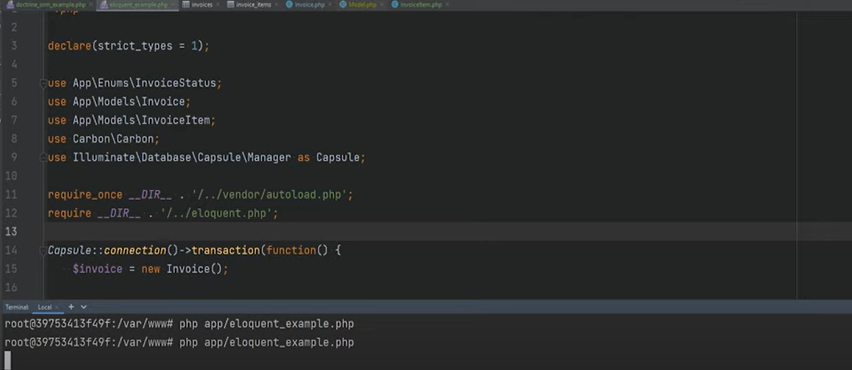 doctrine_orm_example.php eloquent_example.php invoices invoice_items Invoice.php Model.php InvoiceItem.php
1 <?php
2
3 declare(strict_types = 1);
4
5 use App\Enums\InvoiceStatus;
6 use App\Models\Invoice;
7 use App\Models\InvoiceItem;
8 use Carbon\Carbon;
9 use Illuminate\Database\Capsule\Manager as Capsule;
10
11 require_once __DIR__ . '/../vendor/autoload.php';
12 require __DIR__ . '/../eloquent.php';
13
14 Capsule::connection()->transaction(function() {
15 $invoice = new Invoice();
16
Terminal Local
root@39753413f49f:/var/www# php app/eloquent_example.php
root@39753413f49f:/var/www# php app/eloquent_example.php